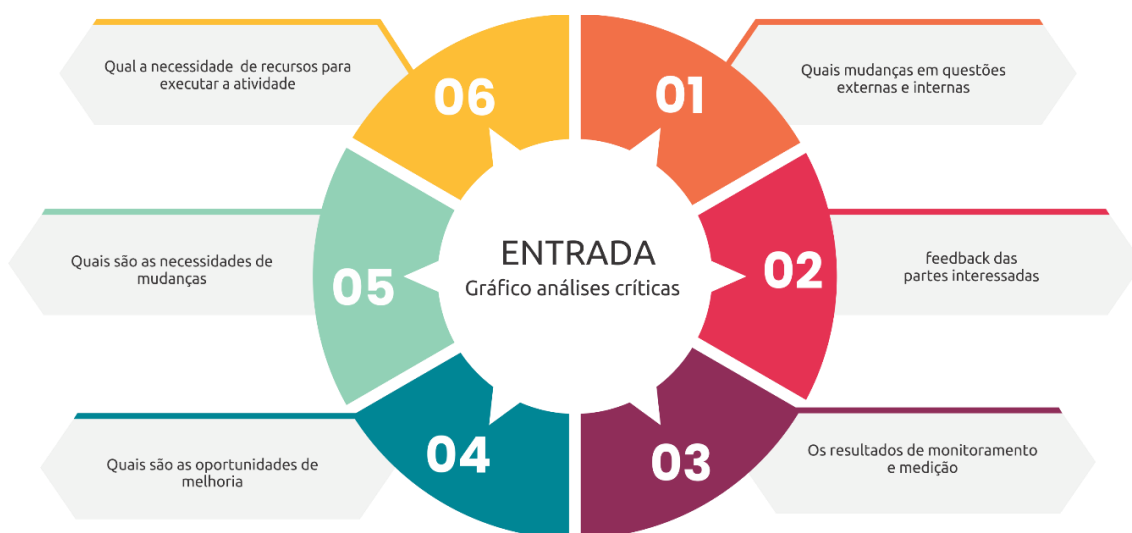 ENTRADA
Gráfico análises críticas
01
Quais mudanças em questões
externas e internas
02
feedback das
partes interessadas
03
Os resultados de monitoramento
e medição
04
Quais são as oportunidades de
melhoria
05
Quais são as necessidades de
mudanças
06
Qual a necessidade de recursos para
executar a atividade